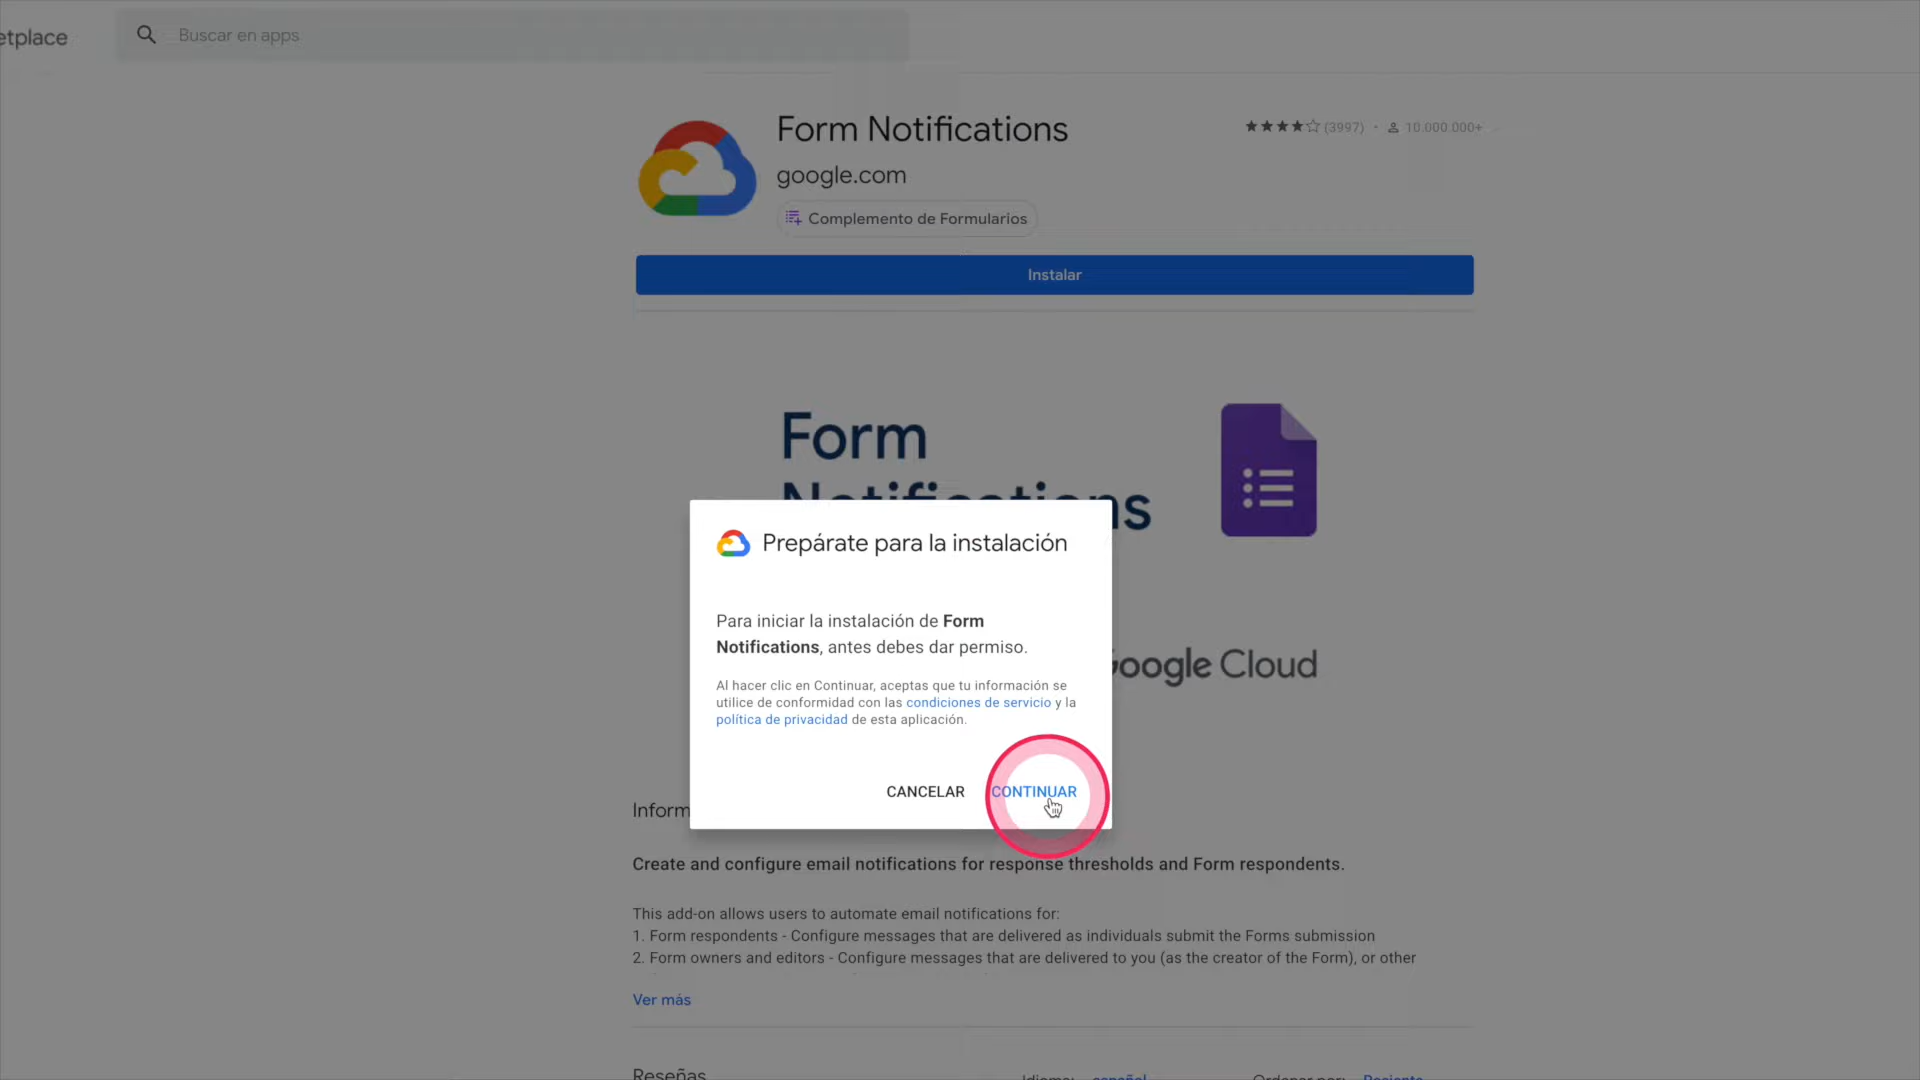 etplace
Buscar en apps
Form Notifications
(3997)
10.000.000+
google.com
Complemento de Formularios
Instalar
Form
Prepárate para la instalación
Para iniciar la instalación de Form
Notifications, antes debes dar permiso.
Al hacer clic en Continuar, aceptas que tu información se
utilice de conformidad con las condiciones de servicio y la
política de privacidad de esta aplicación.
Google Cloud
CANCELAR
CONTINUAR
Inform
Create and configure email notifications for response thresholds and Form respondents.
This add-on allows users to automate email notifications for:
1. Form respondents - Configure messages that are delivered as individuals submit the Forms submission
2. Form owners and editors - Configure messages that are delivered to you (as the creator of the Form), or other
Ver más
Reseñas
Idioma: español
Ordenar por: Reciente